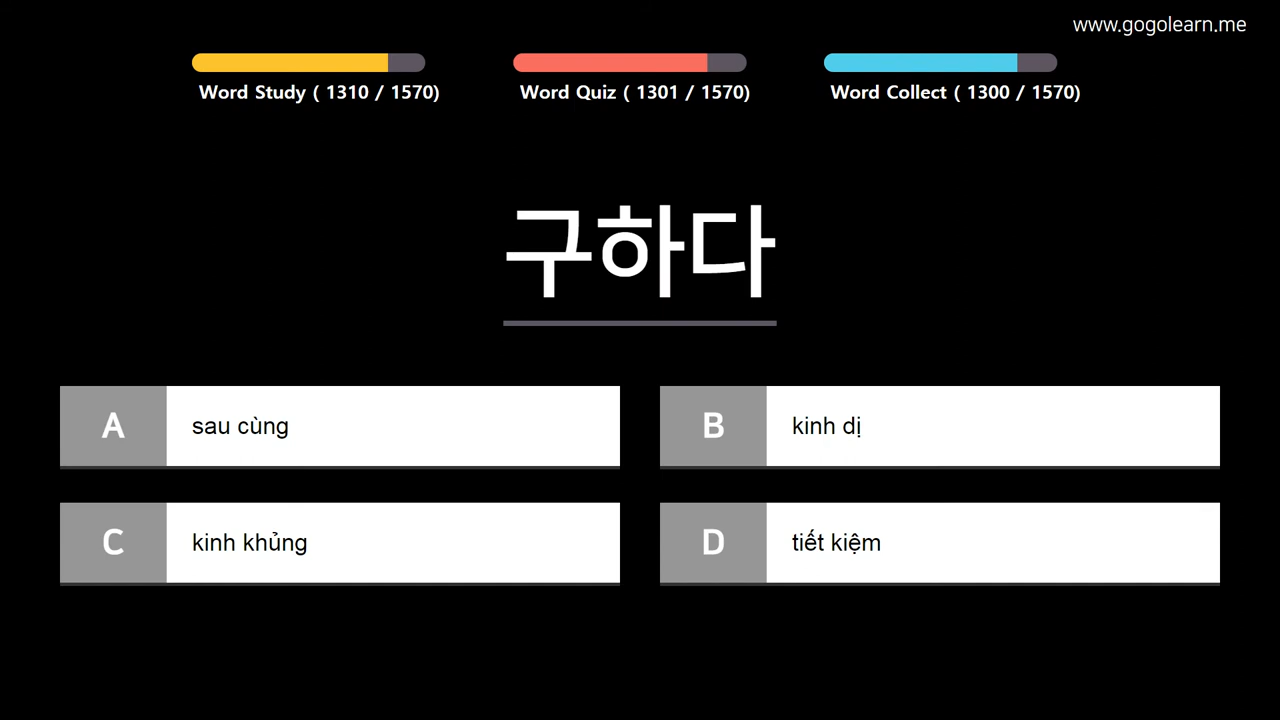 www.gogolearn.me
Word Study ( 1310 / 1570)
Word Quiz ( 1301 / 1570)
Word Collect ( 1300 / 1570)
구하다
A sau cùng
B kinh dị
C kinh khủng
D tiết kiệm